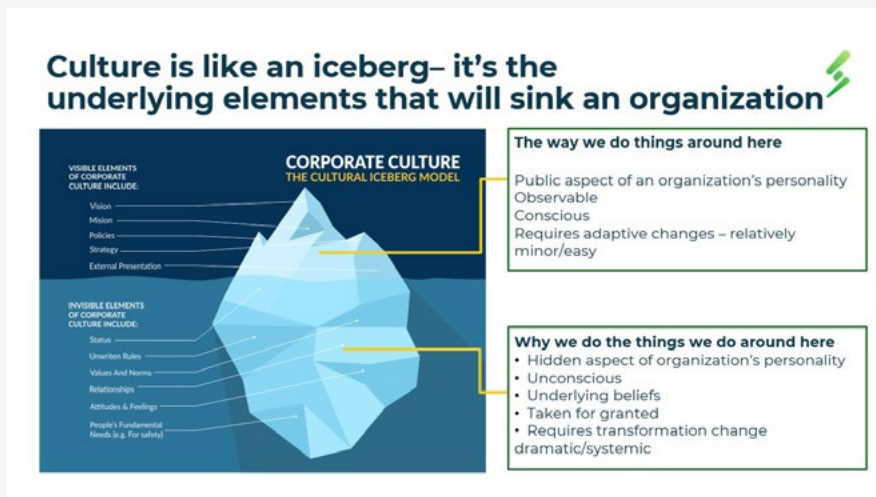 Culture is like an iceberg– it's the
underlying elements that will sink an organization
CORPORATE CULTURE
THE CULTURAL ICEBERG MODEL
VISIBLE ELEMENTS
OF CORPORATE
CULTURE INCLUDE:
Vision
Mision
Policies
Strategy
External Presentation
INVISIBLE ELEMENTS
OF CORPORATE
CULTURE INCLUDE:
Status
Unwriten Rules
Values And Norms
Relationships
Attitudes & Feelings
People's Fundamental
Needs (e.g. For safety)
The way we do things around here
Public aspect of an organization's personality
Observable
Conscious
Requires adaptive changes – relatively
minor/easy
Why we do the things we do around here
• Hidden aspect of organization's personality
• Unconscious
• Underlying beliefs
• Taken for granted
• Requires transformation change
dramatic/systemic